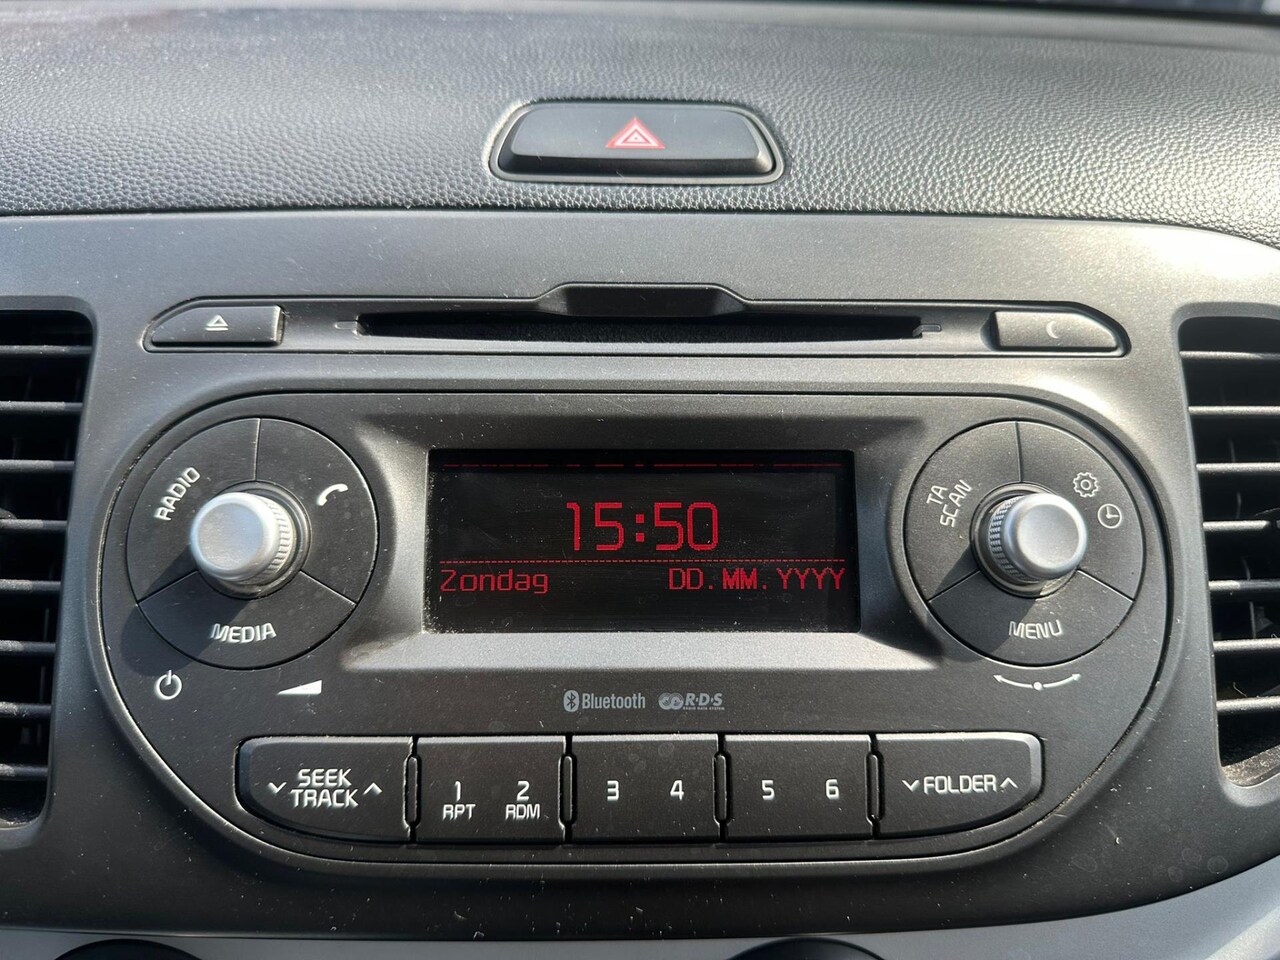 RADIO
MEDIA
15:50
Zondag DD.MM.YYYY
TA
SCAN
MENU
Bluetooth R·D·S
SEEK
TRACK
1 2
RPT RDM
3 4
5 6
FOLDER